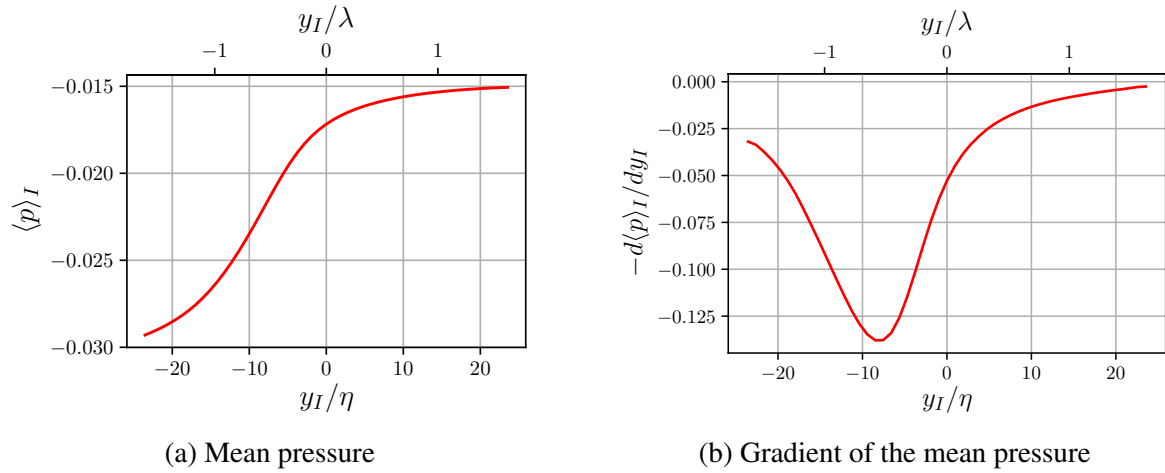 y_I/λ
−1 0 1
−0.015
−0.020
−0.025
−0.030
⟨p⟩_I
−20 −10 0 10 20
y_I/η
(a) Mean pressure
y_I/λ
−1 0 1
0.000
−0.025
−0.050
−0.075
−0.100
−0.125
−d⟨p⟩_I/dy_I
−20 −10 0 10 20
y_I/η
(b) Gradient of the mean pressure